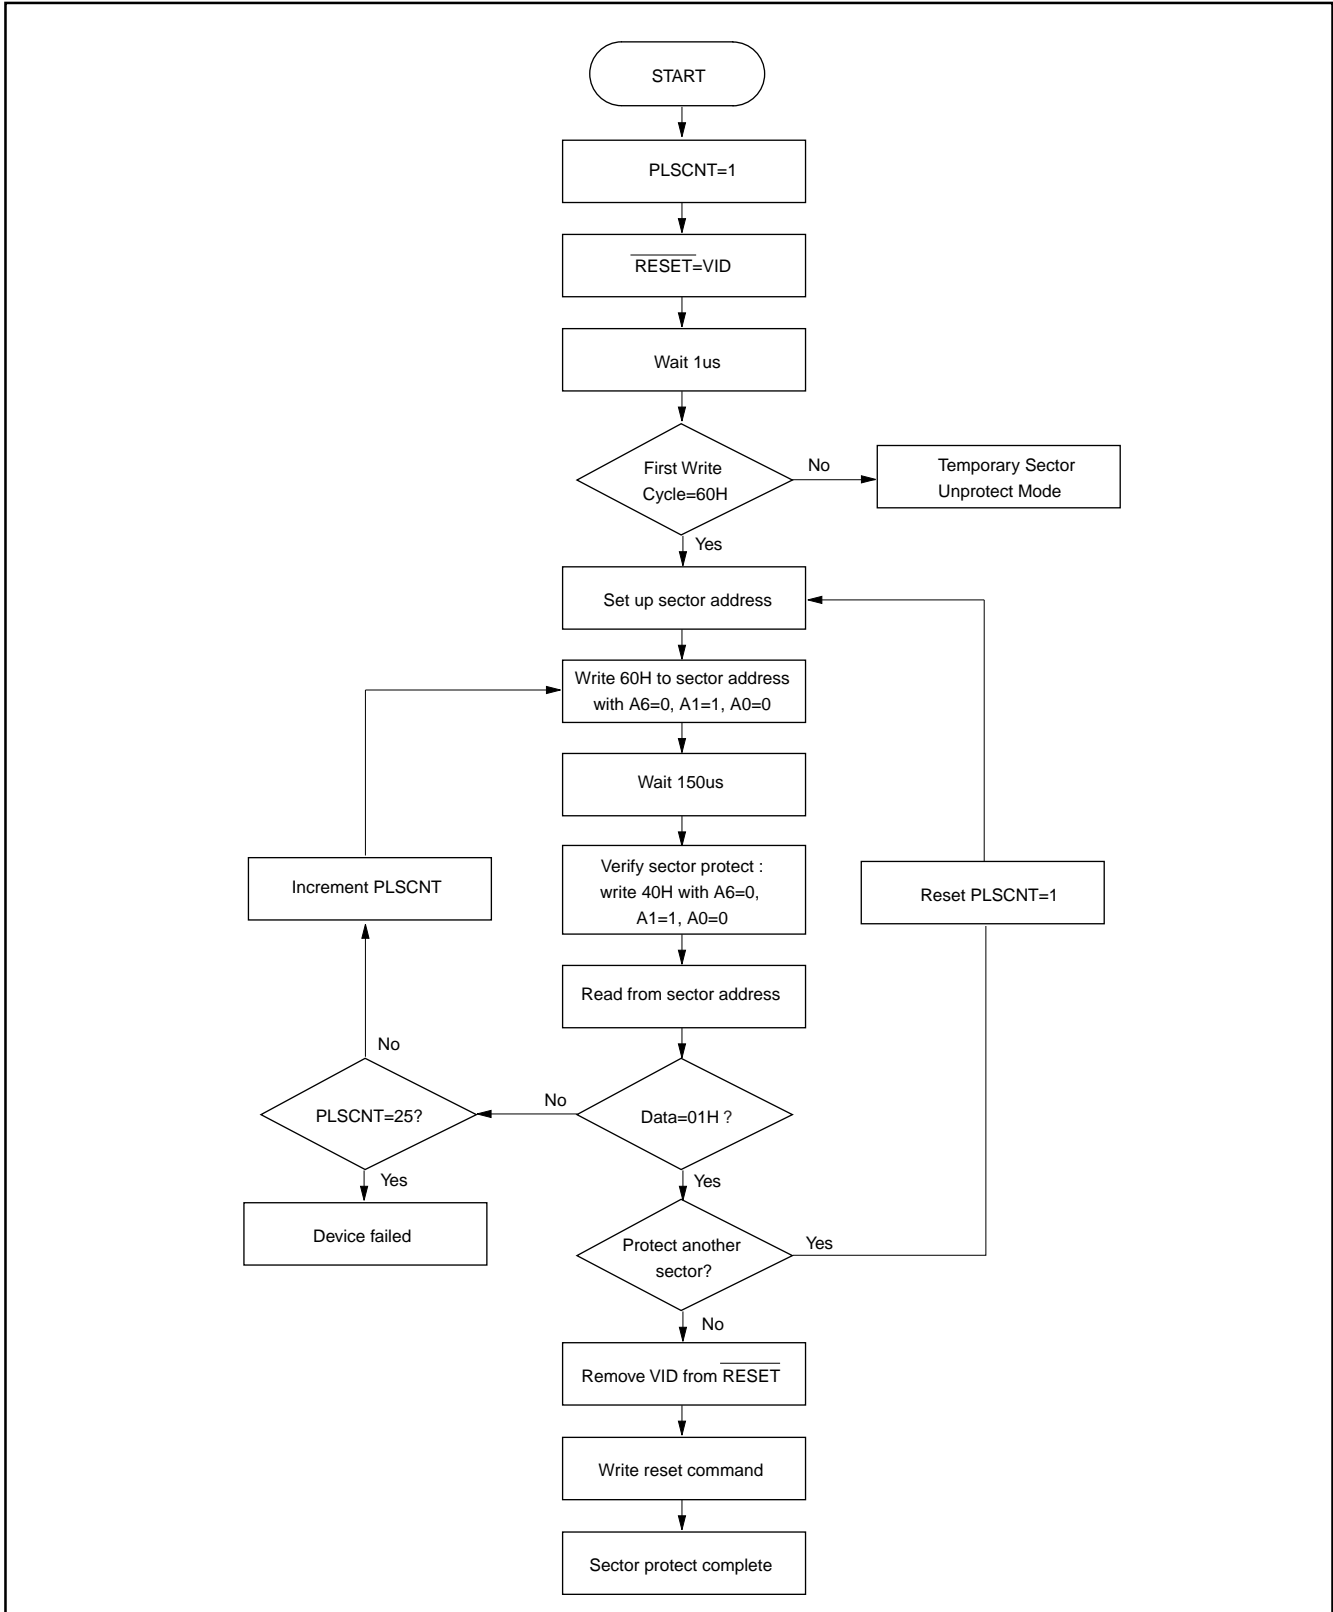 START
PLSCNT=1
RESET=VID
Wait 1us
First Write
Cycle=60H
No
Temporary Sector
Unprotect Mode
Yes
Set up sector address
Write 60H to sector address
with A6=0, A1=1, A0=0
Wait 150us
Verify sector protect :
write 40H with A6=0,
A1=1, A0=0
Increment PLSCNT
Reset PLSCNT=1
Read from sector address
No
No
PLSCNT=25?
Data=01H ?
Yes
Yes
Device failed
Protect another
sector?
Yes
No
Remove VID from RESET
Write reset command
Sector protect complete